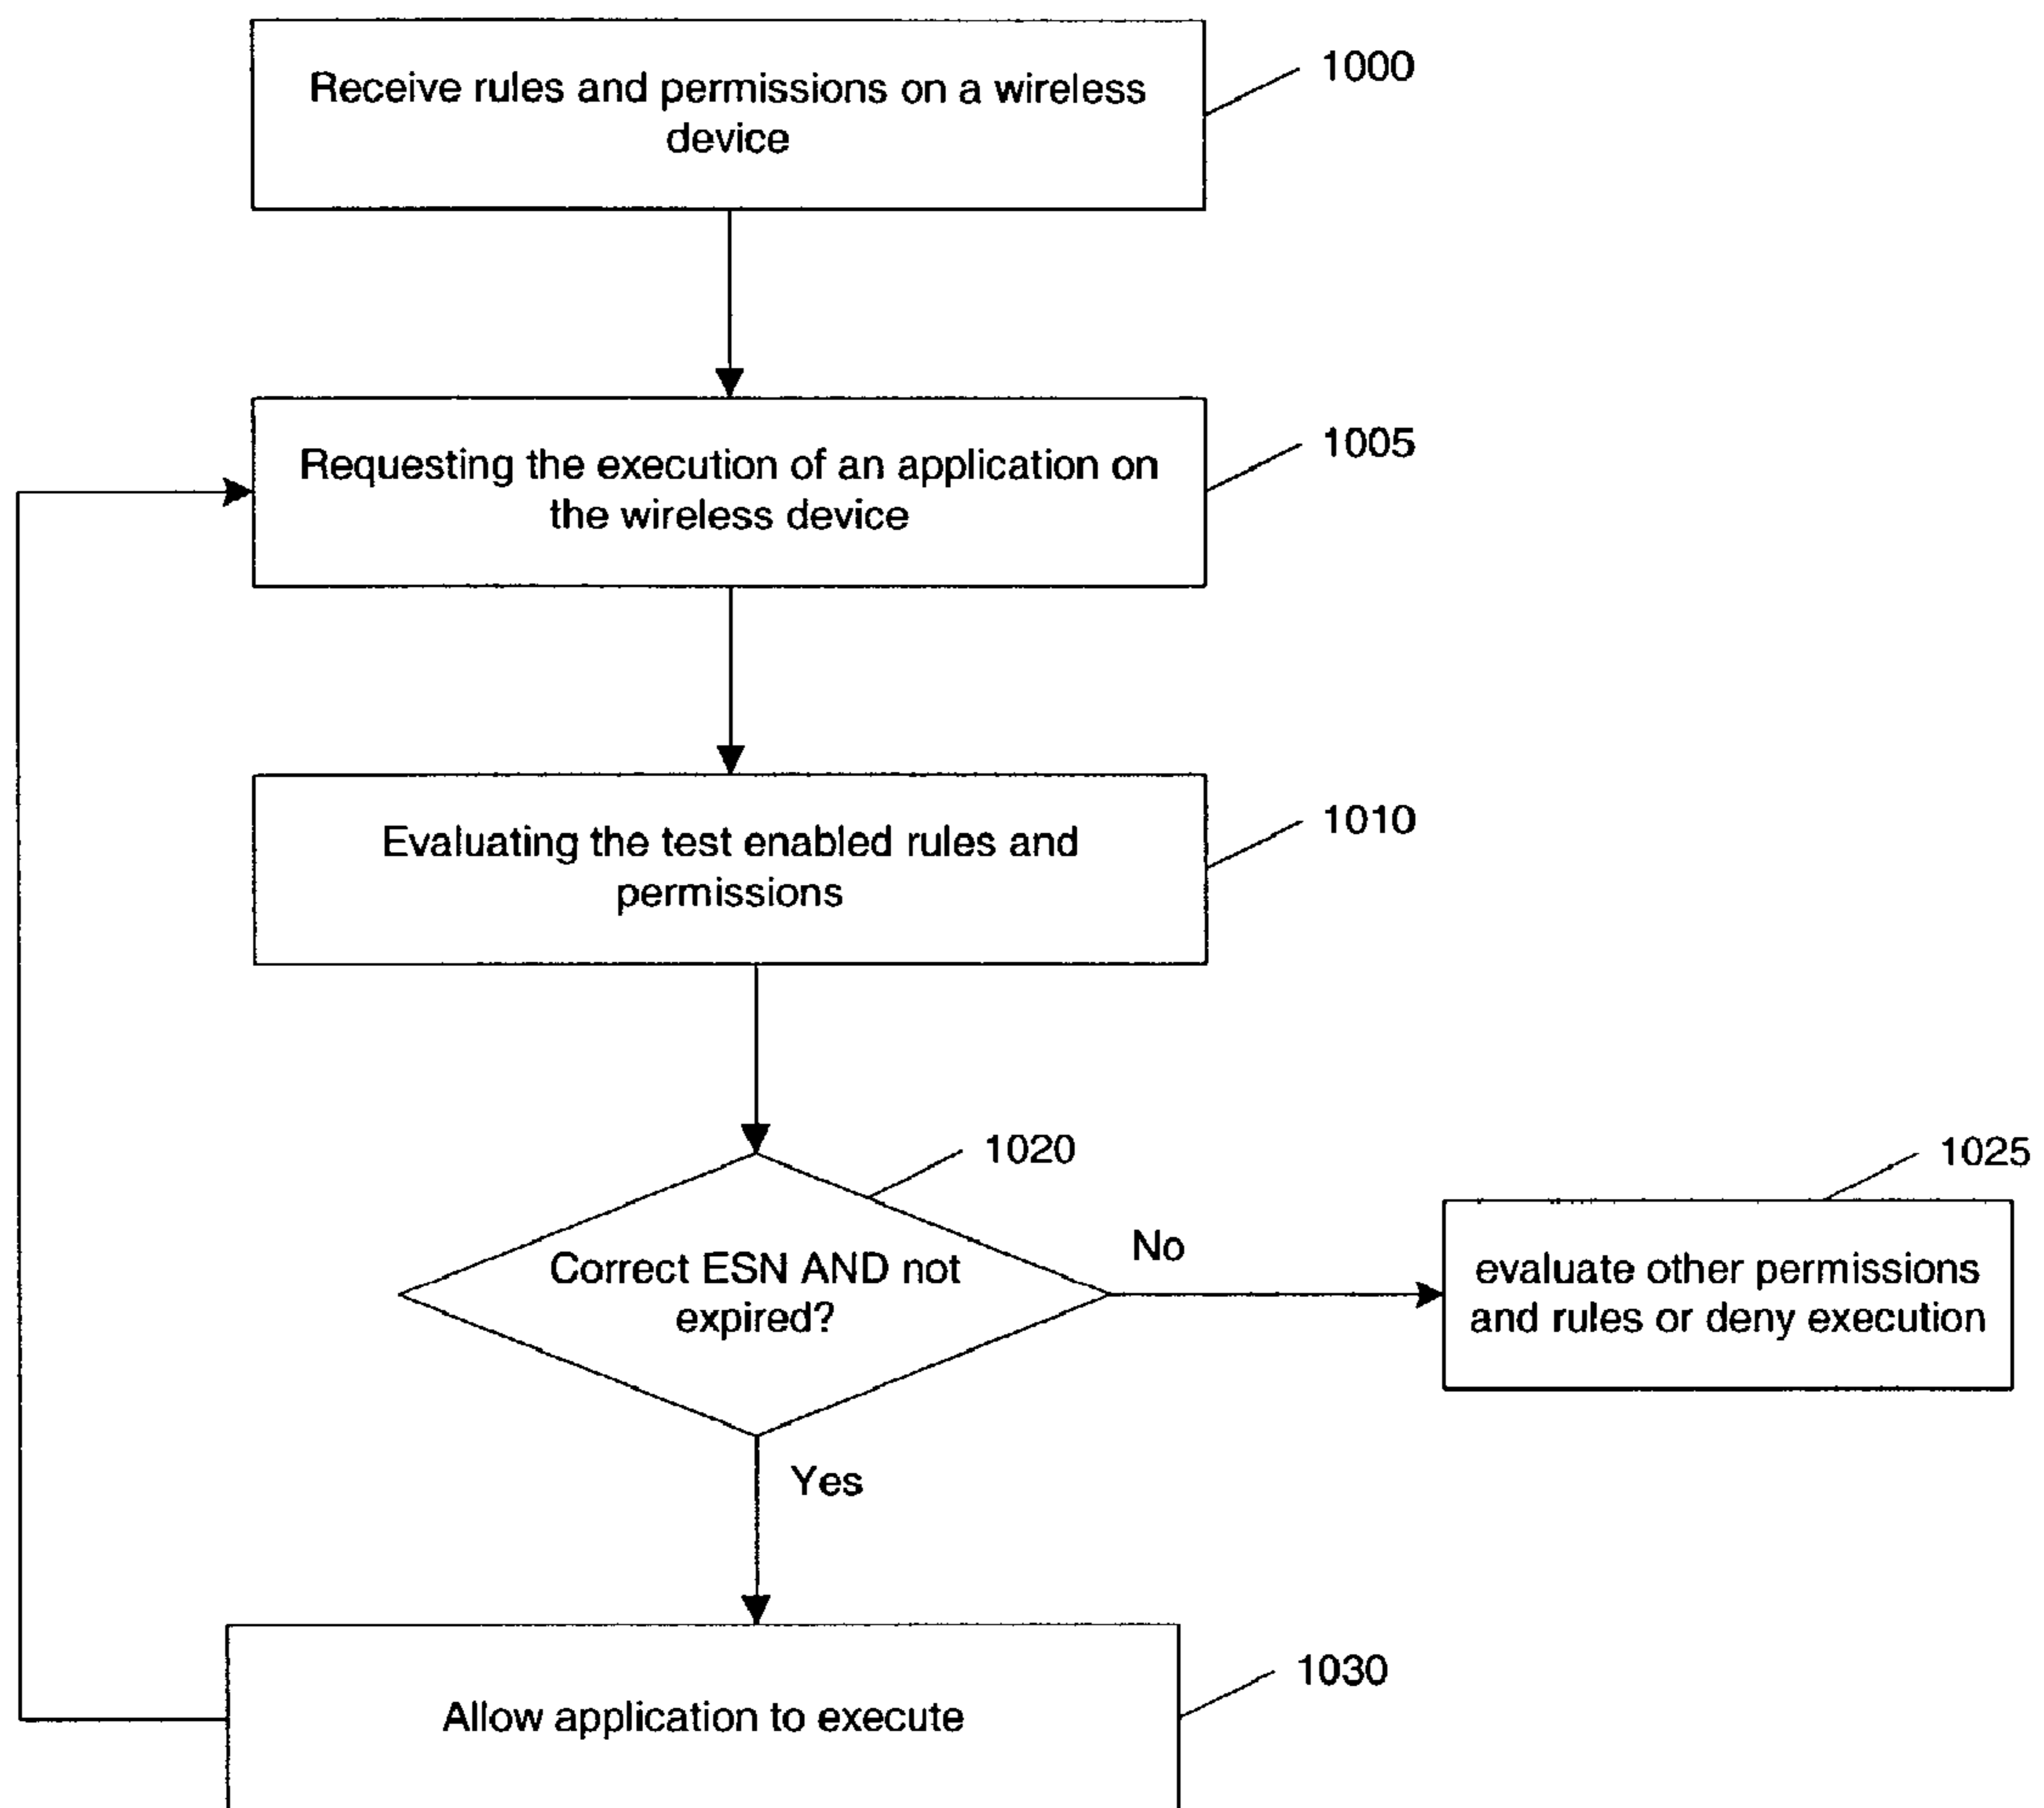 Receive rules and permissions on a wireless
device
1000
Requesting the execution of an application on
the wireless device
1005
Evaluating the test enabled rules and
permissions
1010
1020
1025
Correct ESN AND not
expired?
No
evaluate other permissions
and rules or deny execution
Yes
Allow application to execute
1030